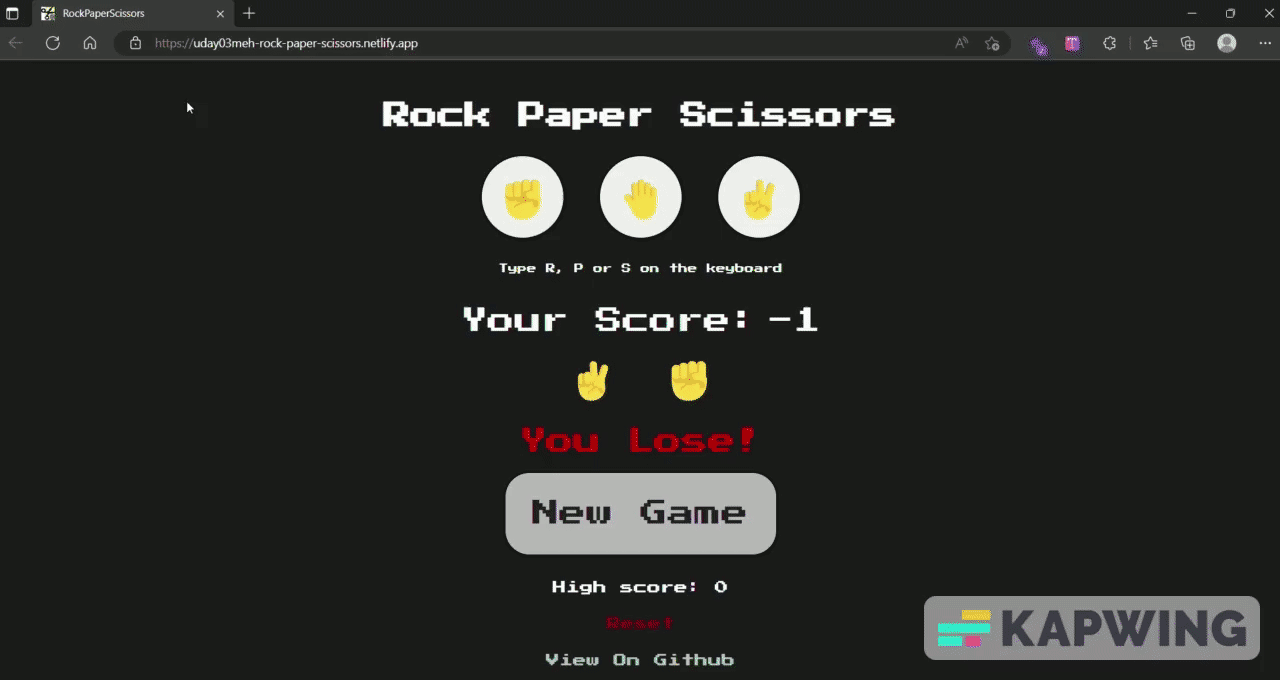 RockPaperScissors
https://uday03meh-rock-paper-scissors.netlify.app
Rock Paper Scissors
Type R, P or S on the keyboard
Your Score: -1
You Lose!
New Game
High score: 0
Reset
View On Github
KAPWING